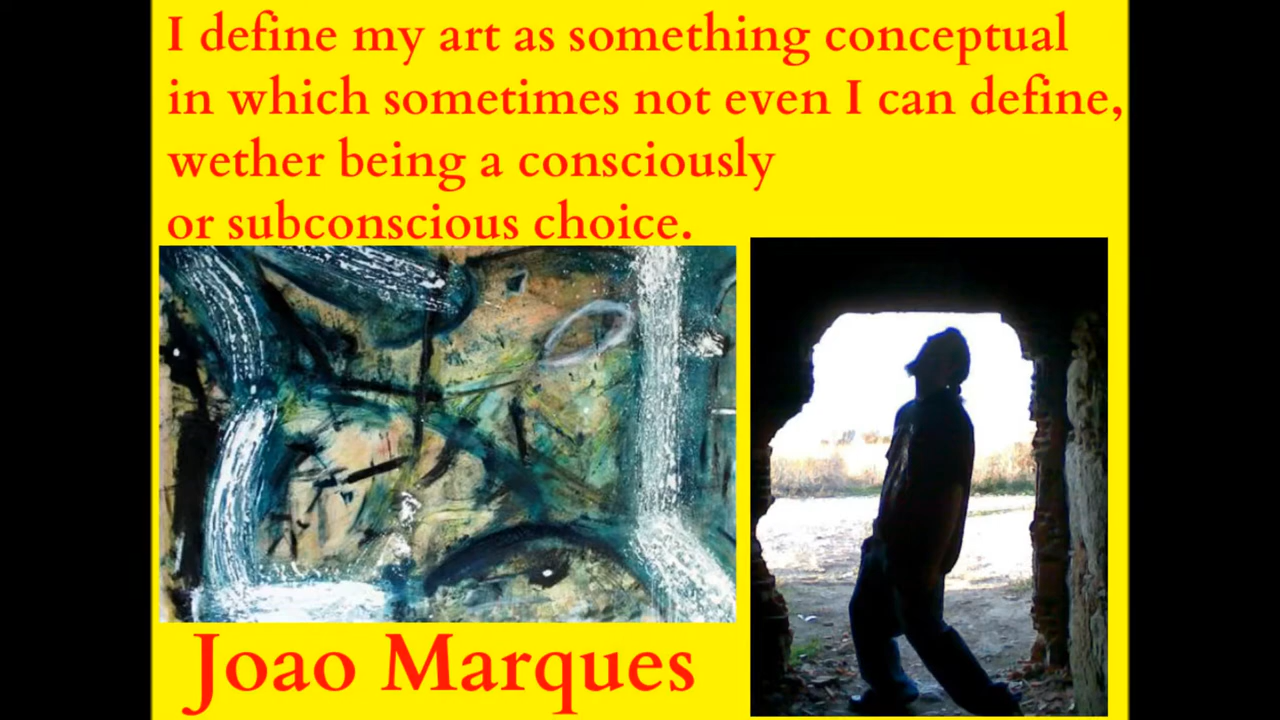 I define my art as something conceptual
in which sometimes not even I can define,
wether being a consciously
or subconscious choice.
Joao Marques